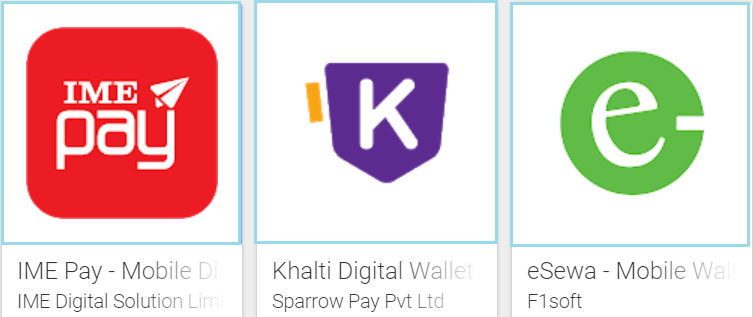 IME
pay
IME Pay - Mobile Di
IME Digital Solution Limi
K
Khalti Digital Wallet
Sparrow Pay Pvt Ltd
e
eSewa - Mobile Wal
F1soft